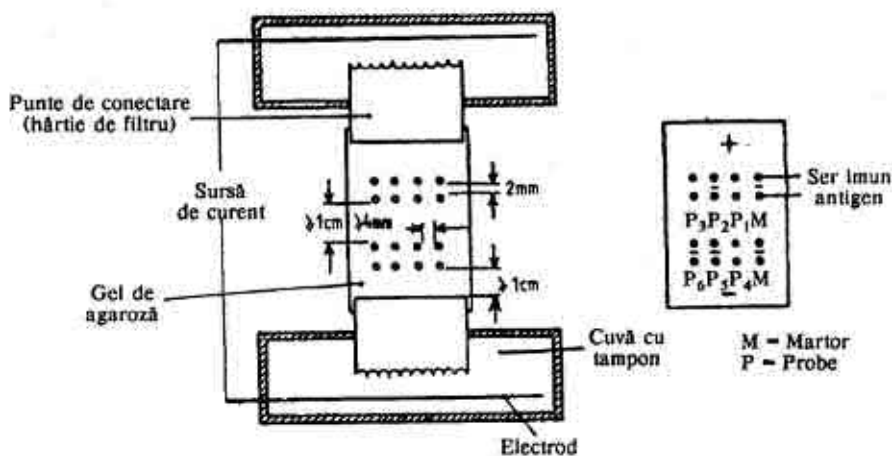 Punte de conectare
(hârtie de filtru)
Sursă
de curent
⩾1cm
⩾4mm
2mm
⩾1cm
Gel de
agaroză
Cuvă cu
tampon
Electrod
+
Ser imun
antigen
P₃P₂P₁M
P₆P₅P₄M
M – Martor
P – Probe